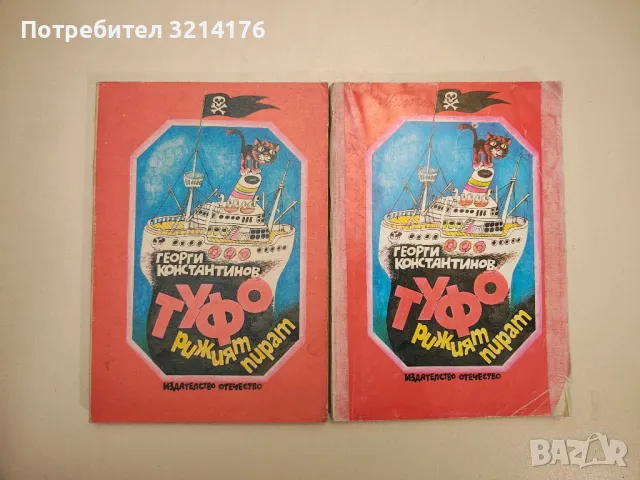 Потребител 3214176
ГЕОРГИ
КОНСТАНТИНОВ
ТУФО
РИЖИЯТ
пират
ИЗДАТЕЛСТВО ОТЕЧЕСТВО
ГЕОРГИ
КОНСТАНТИНОВ
ТУФО
РИЖИЯТ
пират
ИЗДАТЕЛСТВО ОТЕЧЕСТВО
BAZAR